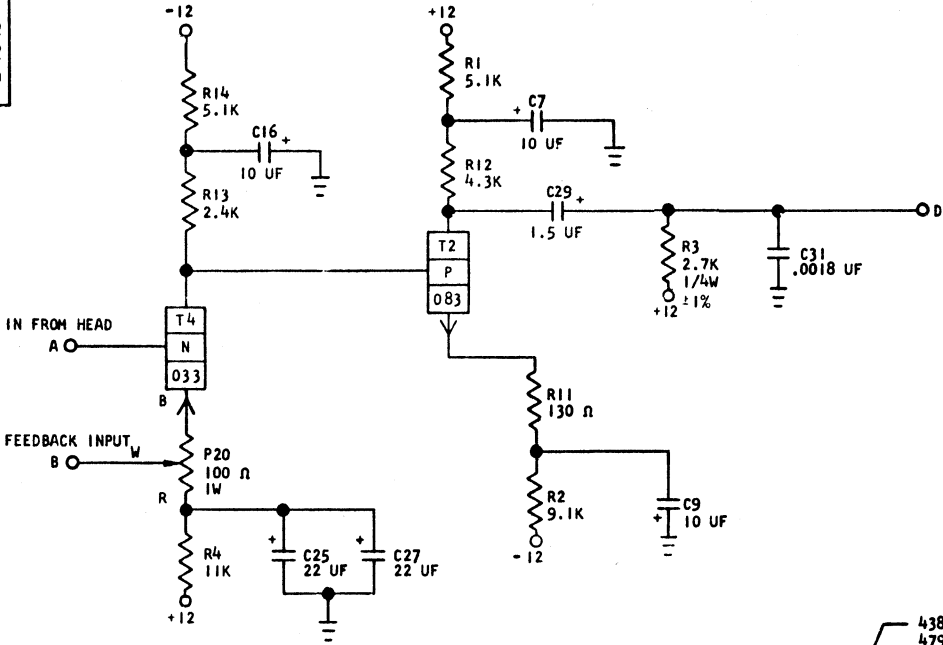 -12
+12
R14
5.1K
R1
5.1K
C16
+
10 UF
+
C7
10 UF
R13
2.4K
R12
4.3K
C29
+
1.5 UF
D
T2
P
083
R3
2.7K
1/4W
±1%
+12
C31
.0018 UF
IN FROM HEAD
A
T4
N
033
B
FEEDBACK INPUT
B
W
P20
100 Ω
1W
R
R11
130 Ω
R2
9.1K
-12
+
C9
10 UF
R4
11K
+12
+
C25
22 UF
+
C27
22 UF
438
479